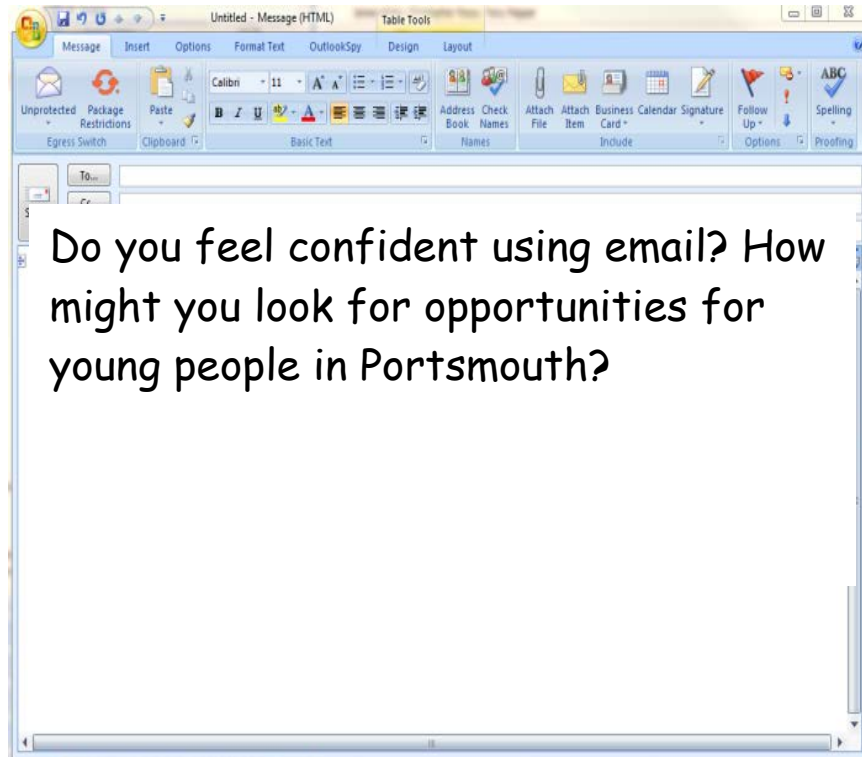 Untitled - Message (HTML) Table Tools
Message Insert Options Format Text OutlookSpy Design Layout
Calibri 11 A A ABC
Unprotected Package Restrictions Paste B I U ab A Address Book Check Names Attach File Attach Item Business Card Calendar Signature Follow Up Spelling
Egress Switch Clipboard Basic Text Names Include Options Proofing
To...
Do you feel confident using email? How
might you look for opportunities for
young people in Portsmouth?